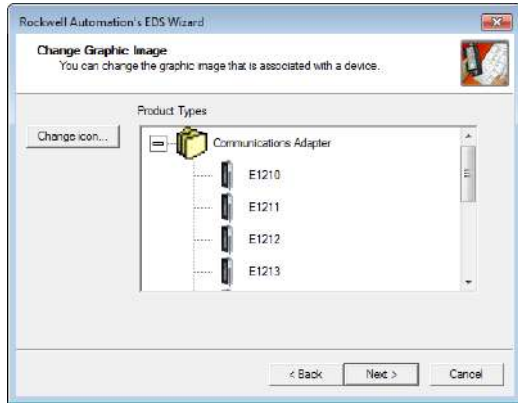 Rockwell Automation's EDS Wizard
Change Graphic Image
You can change the graphic image that is associated with a device.
Product Types
Change icon...
Communications Adapter
E1210
E1211
E1212
E1213
< Back
Next >
Cancel